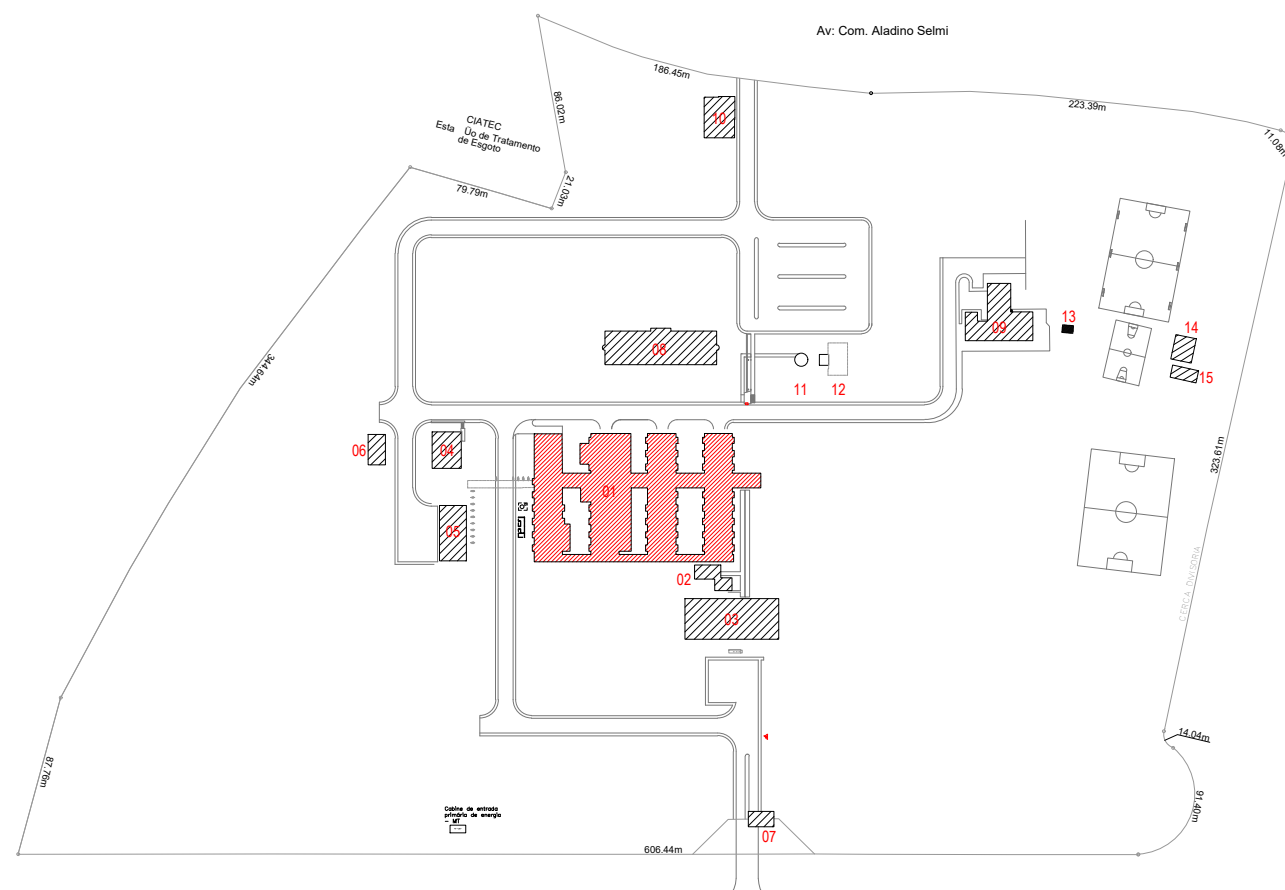 Av: Com. Aladino Selmi
186.45m
223.39m
11.08m
86.02m
CIATEC
Esta Üo de Tratamento
de Esgoto
79.79m
21.03m
10
344.64m
08
11
12
09
13
14
15
06
04
05
01
02
03
323.61m
CERCA DIVISÓRIA
14.04m
91.40m
87.76m
Cabine de entrada
primária de energia
- MT
07
606.44m